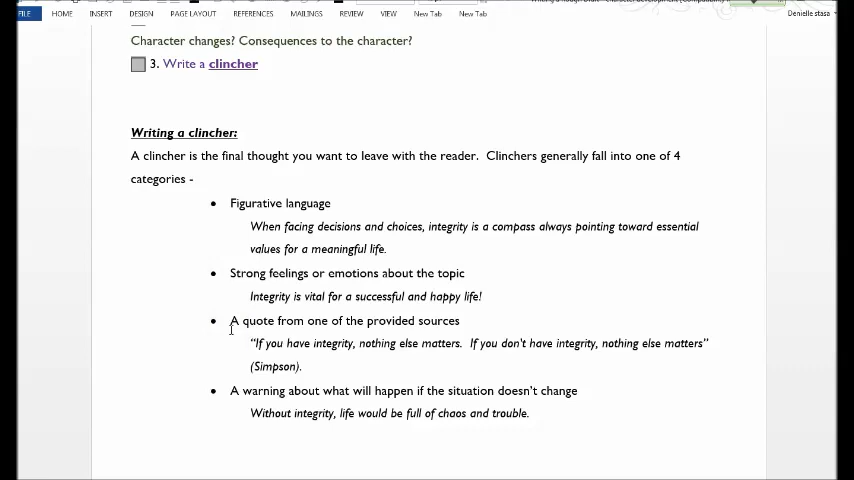 FILE HOME INSERT DESIGN PAGE LAYOUT REFERENCES MAILINGS REVIEW VIEW New Tab New Tab Denielle stasa
Character changes? Consequences to the character?
3. Write a clincher
Writing a clincher:
A clincher is the final thought you want to leave with the reader. Clinchers generally fall into one of 4
categories -
• Figurative language
When facing decisions and choices, integrity is a compass always pointing toward essential
values for a meaningful life.
• Strong feelings or emotions about the topic
Integrity is vital for a successful and happy life!
• A quote from one of the provided sources
“If you have integrity, nothing else matters. If you don't have integrity, nothing else matters”
(Simpson).
• A warning about what will happen if the situation doesn’t change
Without integrity, life would be full of chaos and trouble.